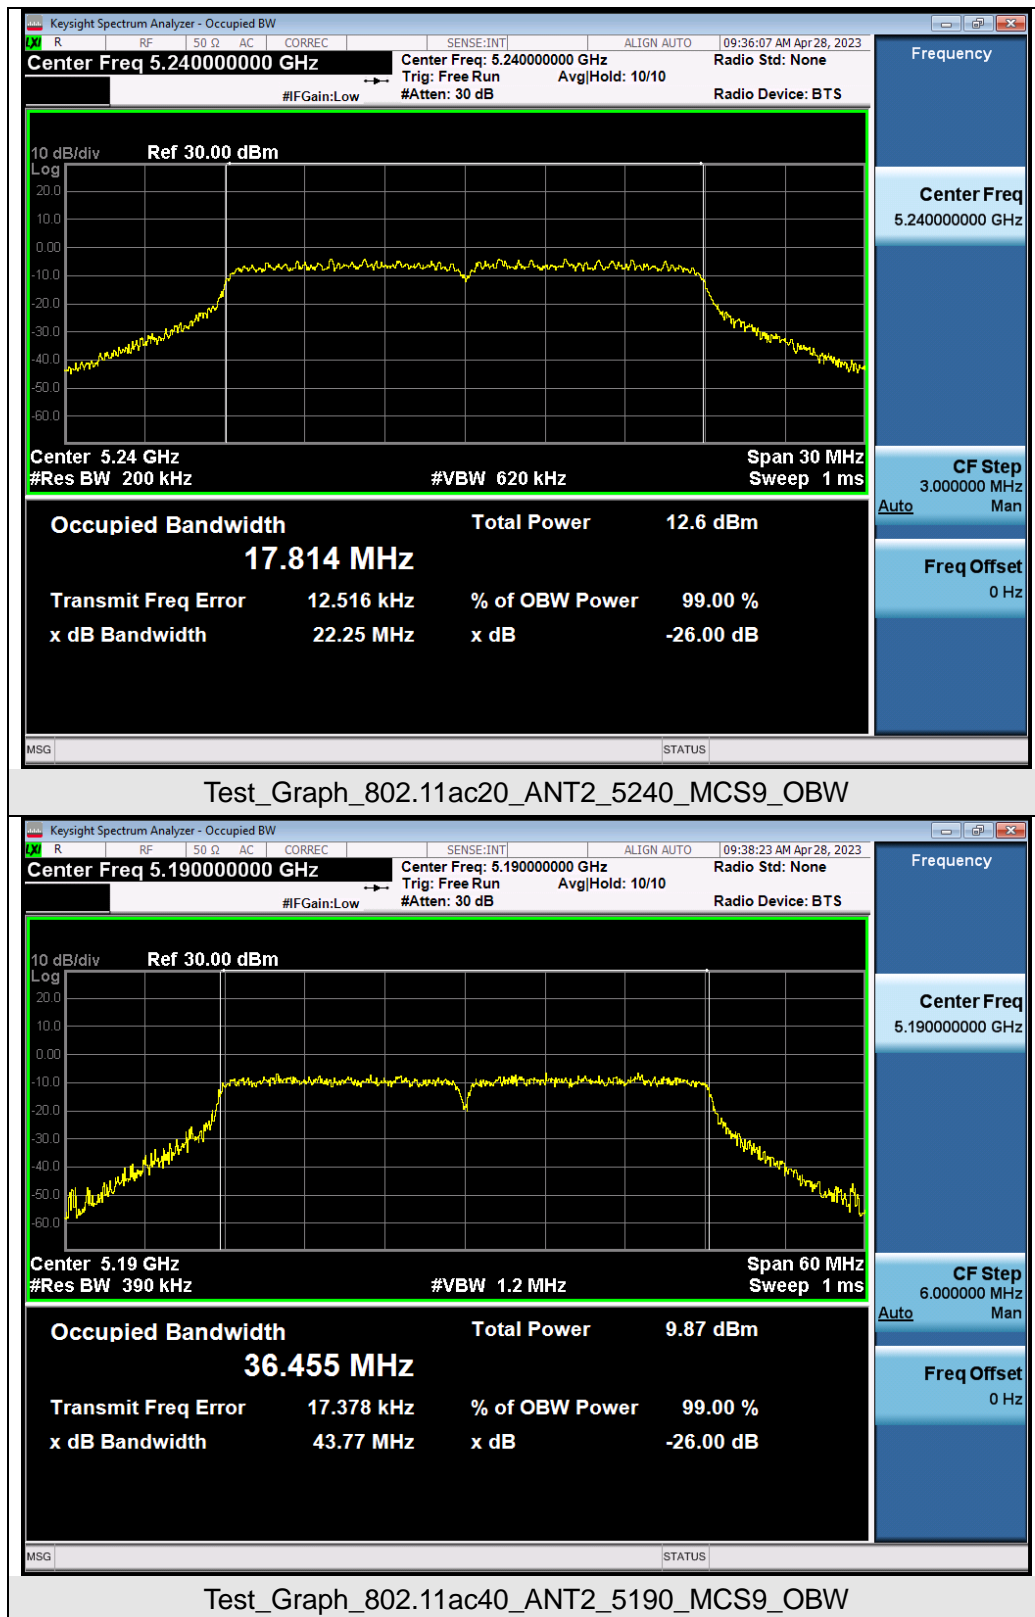 Keysight Spectrum Analyzer - Occupied BW
LXI R RF 50 Ω AC CORREC SENSE:INT ALIGN AUTO 09:36:07 AM Apr 28, 2023
Center Freq 5.240000000 GHz
Center Freq: 5.240000000 GHz Radio Std: None
Trig: Free Run Avg|Hold: 10/10
#IFGain:Low #Atten: 30 dB Radio Device: BTS
10 dB/div Ref 30.00 dBm
Log
20.0
10.0
0.00
-10.0
-20.0
-30.0
-40.0
-50.0
-60.0
Center 5.24 GHz Span 30 MHz
#Res BW 200 kHz #VBW 620 kHz Sweep 1 ms
Occupied Bandwidth Total Power 12.6 dBm
17.814 MHz
Transmit Freq Error 12.516 kHz % of OBW Power 99.00 %
x dB Bandwidth 22.25 MHz x dB -26.00 dB
MSG STATUS
Frequency
Center Freq
5.240000000 GHz
CF Step
3.000000 MHz
Auto Man
Freq Offset
0 Hz
Test_Graph_802.11ac20_ANT2_5240_MCS9_OBW
Keysight Spectrum Analyzer - Occupied BW
LXI R RF 50 Ω AC CORREC SENSE:INT ALIGN AUTO 09:38:23 AM Apr 28, 2023
Center Freq 5.190000000 GHz
Center Freq: 5.190000000 GHz Radio Std: None
Trig: Free Run Avg|Hold: 10/10
#IFGain:Low #Atten: 30 dB Radio Device: BTS
10 dB/div Ref 30.00 dBm
Log
20.0
10.0
0.00
-10.0
-20.0
-30.0
-40.0
-50.0
-60.0
Center 5.19 GHz Span 60 MHz
#Res BW 390 kHz #VBW 1.2 MHz Sweep 1 ms
Occupied Bandwidth Total Power 9.87 dBm
36.455 MHz
Transmit Freq Error 17.378 kHz % of OBW Power 99.00 %
x dB Bandwidth 43.77 MHz x dB -26.00 dB
MSG STATUS
Frequency
Center Freq
5.190000000 GHz
CF Step
6.000000 MHz
Auto Man
Freq Offset
0 Hz
Test_Graph_802.11ac40_ANT2_5190_MCS9_OBW